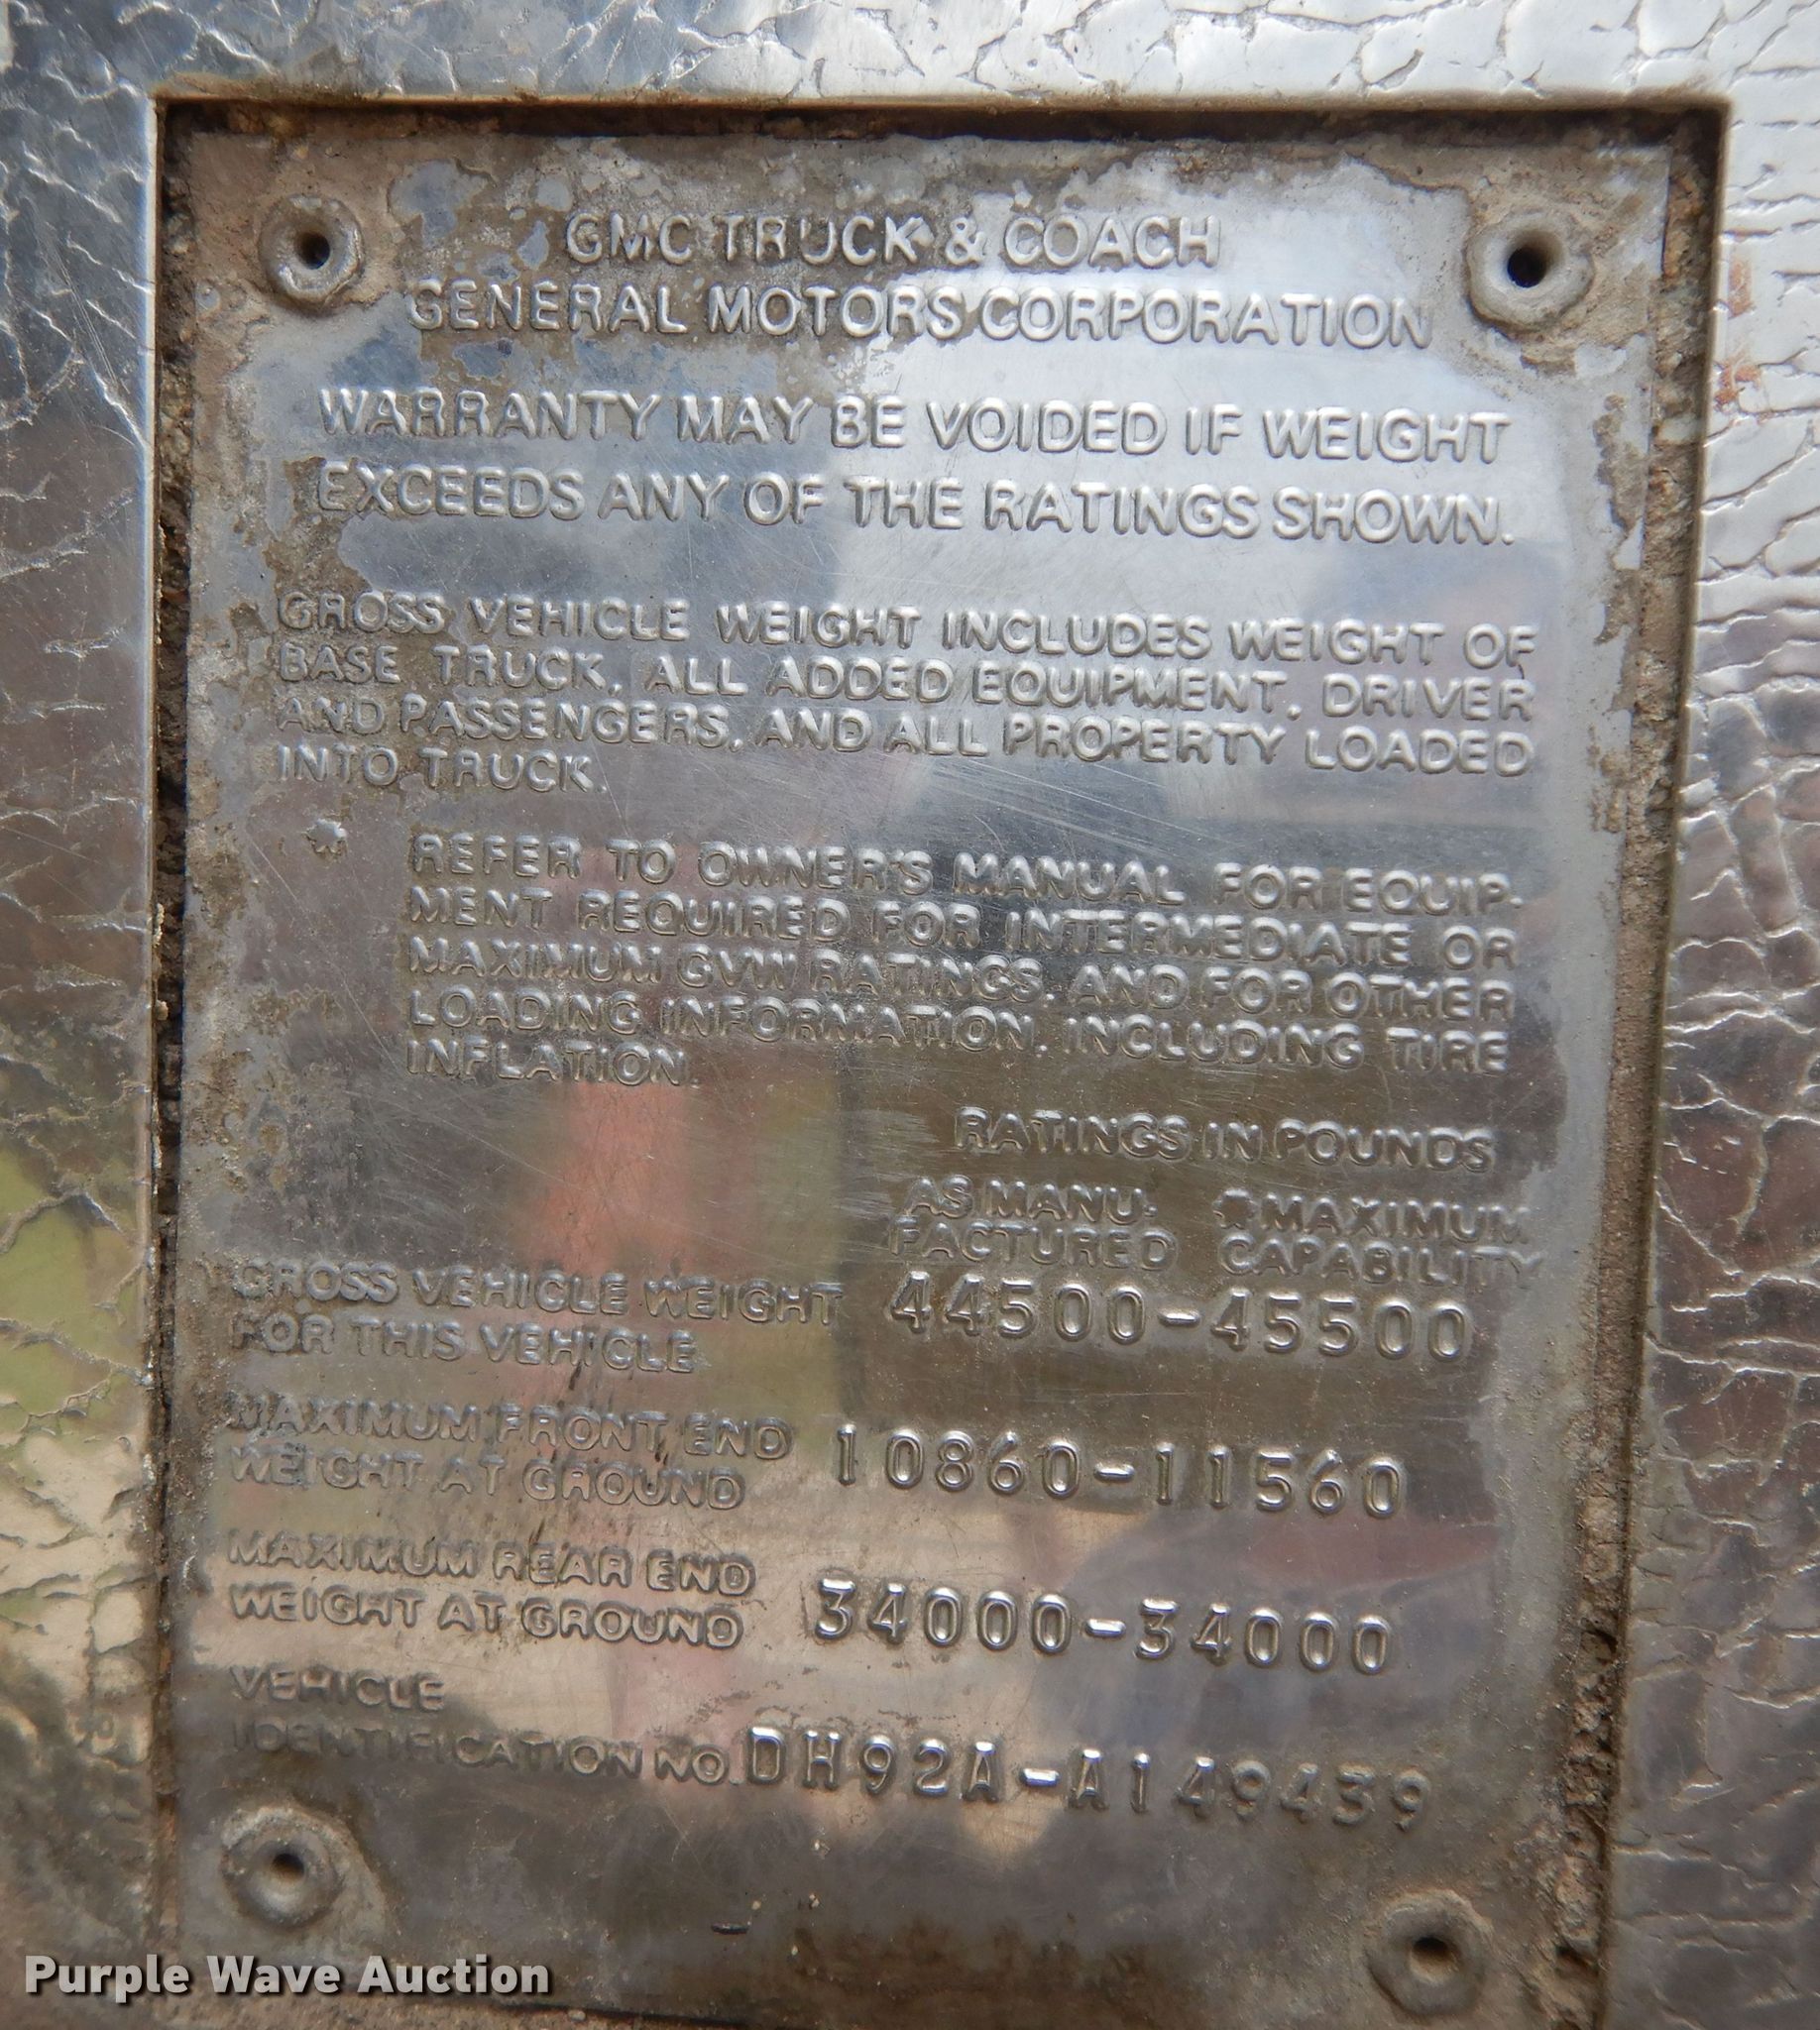 GMC TRUCK & COACH
GENERAL MOTORS CORPORATION
WARRANTY MAY BE VOIDED IF WEIGHT
EXCEEDS ANY OF THE RATINGS SHOWN.
GROSS VEHICLE WEIGHT INCLUDES WEIGHT OF
BASE TRUCK, ALL ADDED EQUIPMENT, DRIVER
AND PASSENGERS, AND ALL PROPERTY LOADED
INTO TRUCK.
* REFER TO OWNER'S MANUAL FOR EQUIP-
MENT REQUIRED FOR INTERMEDIATE OR
MAXIMUM GVW RATINGS, AND FOR OTHER
LOADING INFORMATION, INCLUDING TIRE
INFLATION.
RATINGS IN POUNDS
AS MANU- *MAXIMUM
FACTURED CAPABILITY
GROSS VEHICLE WEIGHT 44500-45500
FOR THIS VEHICLE
MAXIMUM FRONT END 10860-11560
WEIGHT AT GROUND
MAXIMUM REAR END 34000-34000
WEIGHT AT GROUND
VEHICLE
IDENTIFICATION NO. DH92A-A149439
Purple Wave Auction